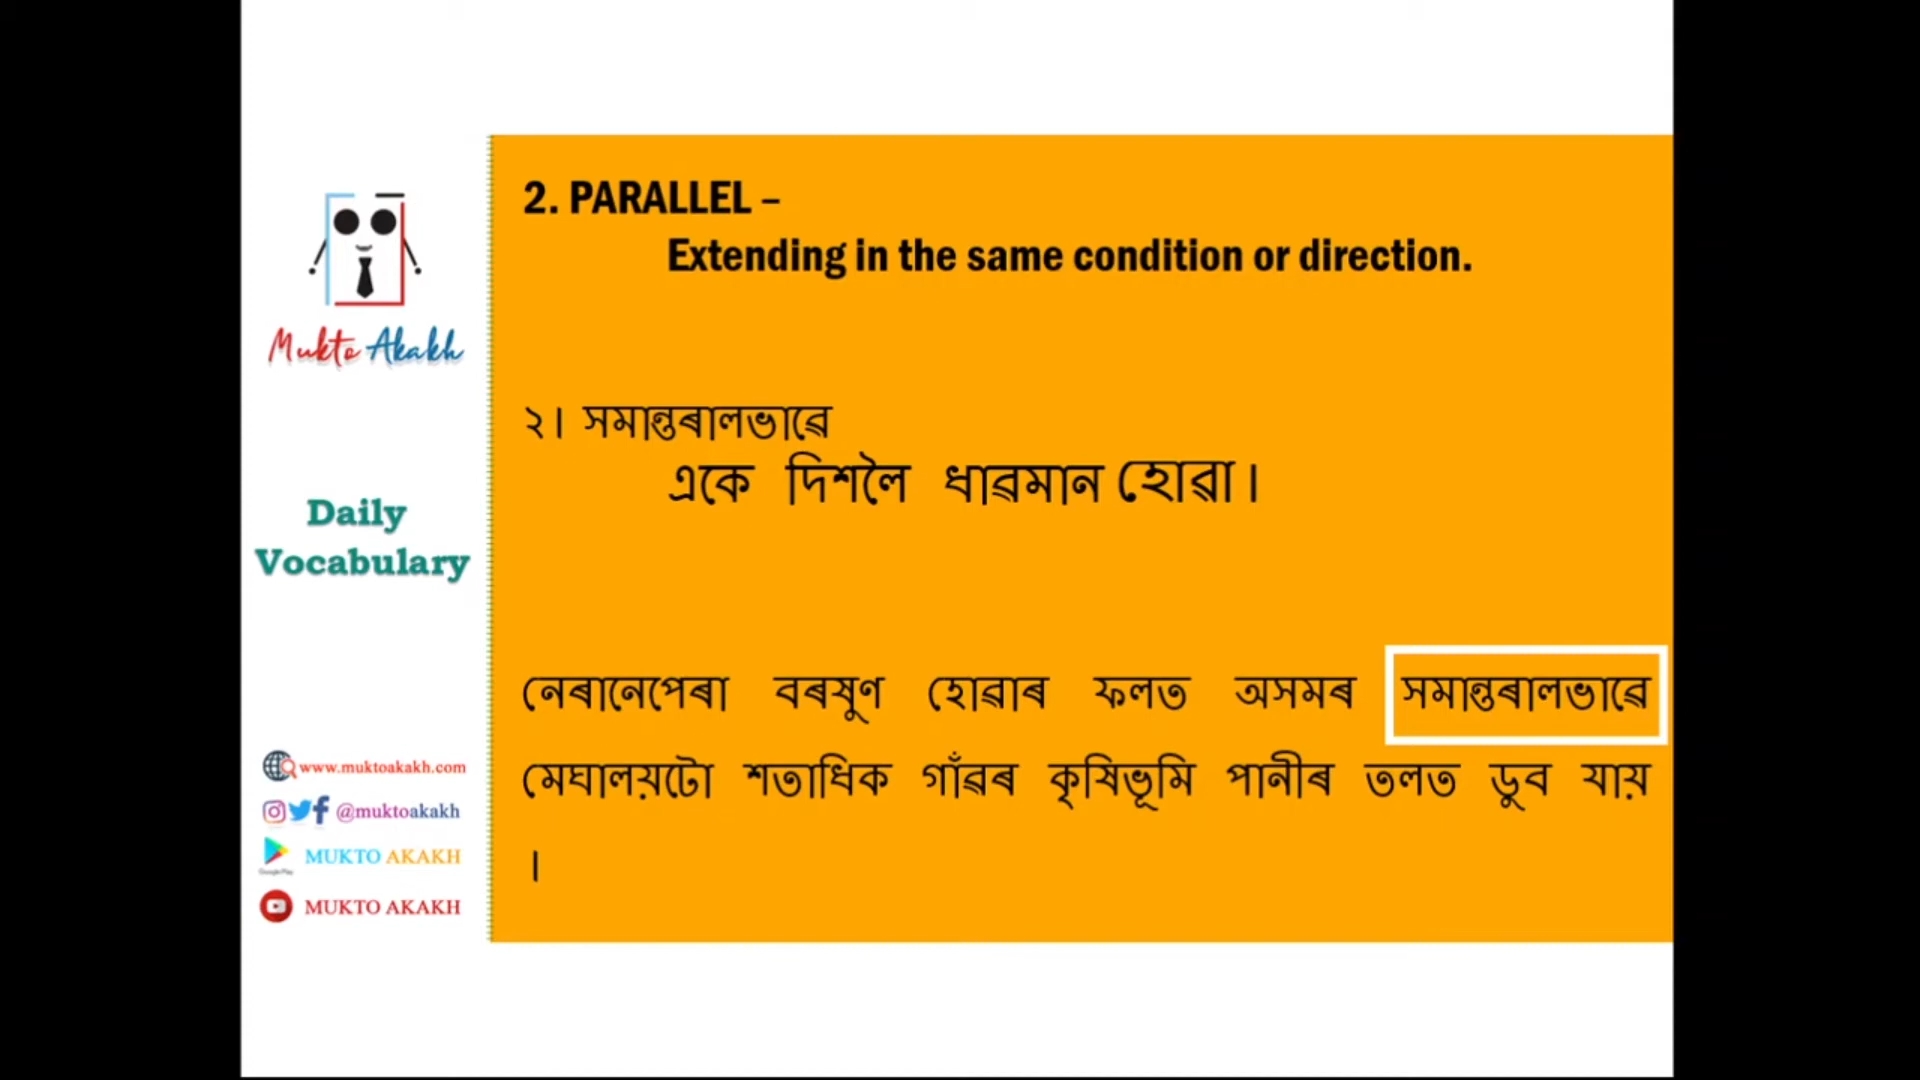 2. PARALLEL –
Extending in the same condition or direction.
২। সমান্তৰালভাৱে
একে দিশলৈ ধাৱমান হোৱা।
নেৰানেপেৰা বৰষুণ হোৱাৰ ফলত অসমৰ সমান্তৰালভাৱে
মেঘালয়টো শতাধিক গাঁৱৰ কৃষিভূমি পানীৰ তলত ডুব যায়
।
Mukto Akakh
Daily
Vocabulary
www.muktoakakh.com
@muktoakakh
Google Play
MUKTO AKAKH
MUKTO AKAKH